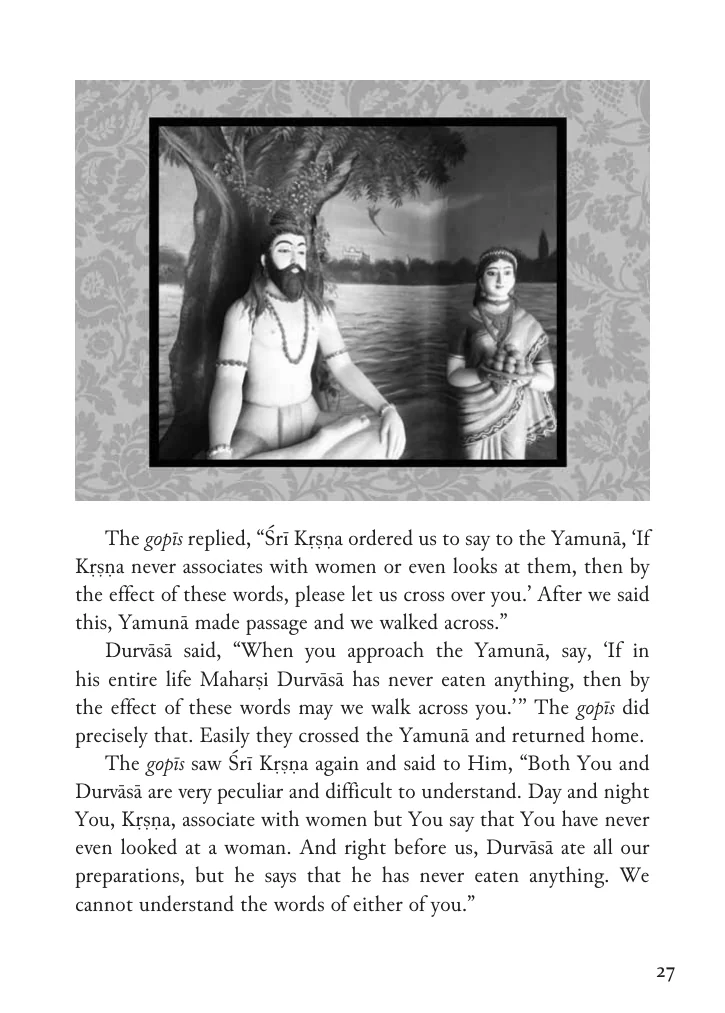 The gopīs replied, “Śrī Kṛṣṇa ordered us to say to the Yamunā, ‘If
Kṛṣṇa never associates with women or even looks at them, then by
the effect of these words, please let us cross over you.’ After we said
this, Yamunā made passage and we walked across.”
Durvāsā said, “When you approach the Yamunā, say, ‘If in
his entire life Maharṣi Durvāsā has never eaten anything, then by
the effect of these words may we walk across you.’” The gopīs did
precisely that. Easily they crossed the Yamunā and returned home.
The gopīs saw Śrī Kṛṣṇa again and said to Him, “Both You and
Durvāsā are very peculiar and difficult to understand. Day and night
You, Kṛṣṇa, associate with women but You say that You have never
even looked at a woman. And right before us, Durvāsā ate all our
preparations, but he says that he has never eaten anything. We
cannot understand the words of either of you.”
27